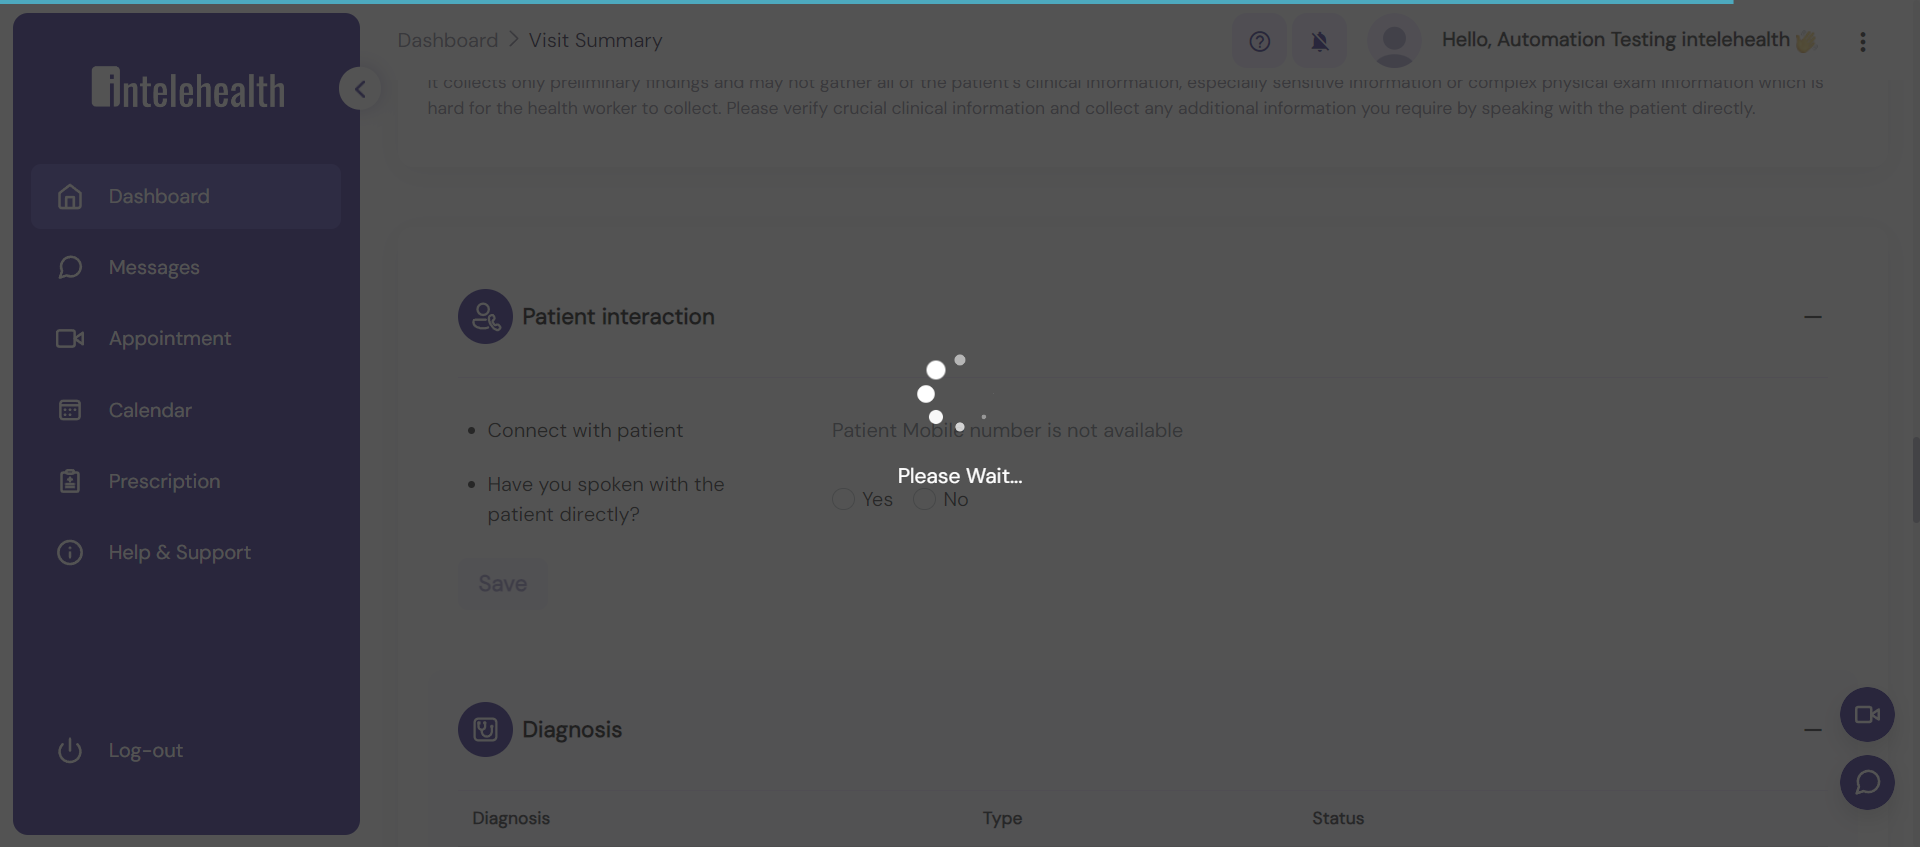 Dashboard > Visit Summary
Hello, Automation Testing intelehealth 👏
intelehealth
Dashboard
Messages
Appointment
Calendar
Prescription
Help & Support
Log-out
It collects only preliminary findings and may not gather all of the patient's clinical information, especially sensitive information or complex physical exam information which is
hard for the health worker to collect. Please verify crucial clinical information and collect any additional information you require by speaking with the patient directly.
Patient interaction
Connect with patient
Patient Mobile number is not available
Please Wait...
Have you spoken with the
patient directly?
Yes No
Save
Diagnosis
Diagnosis Type Status